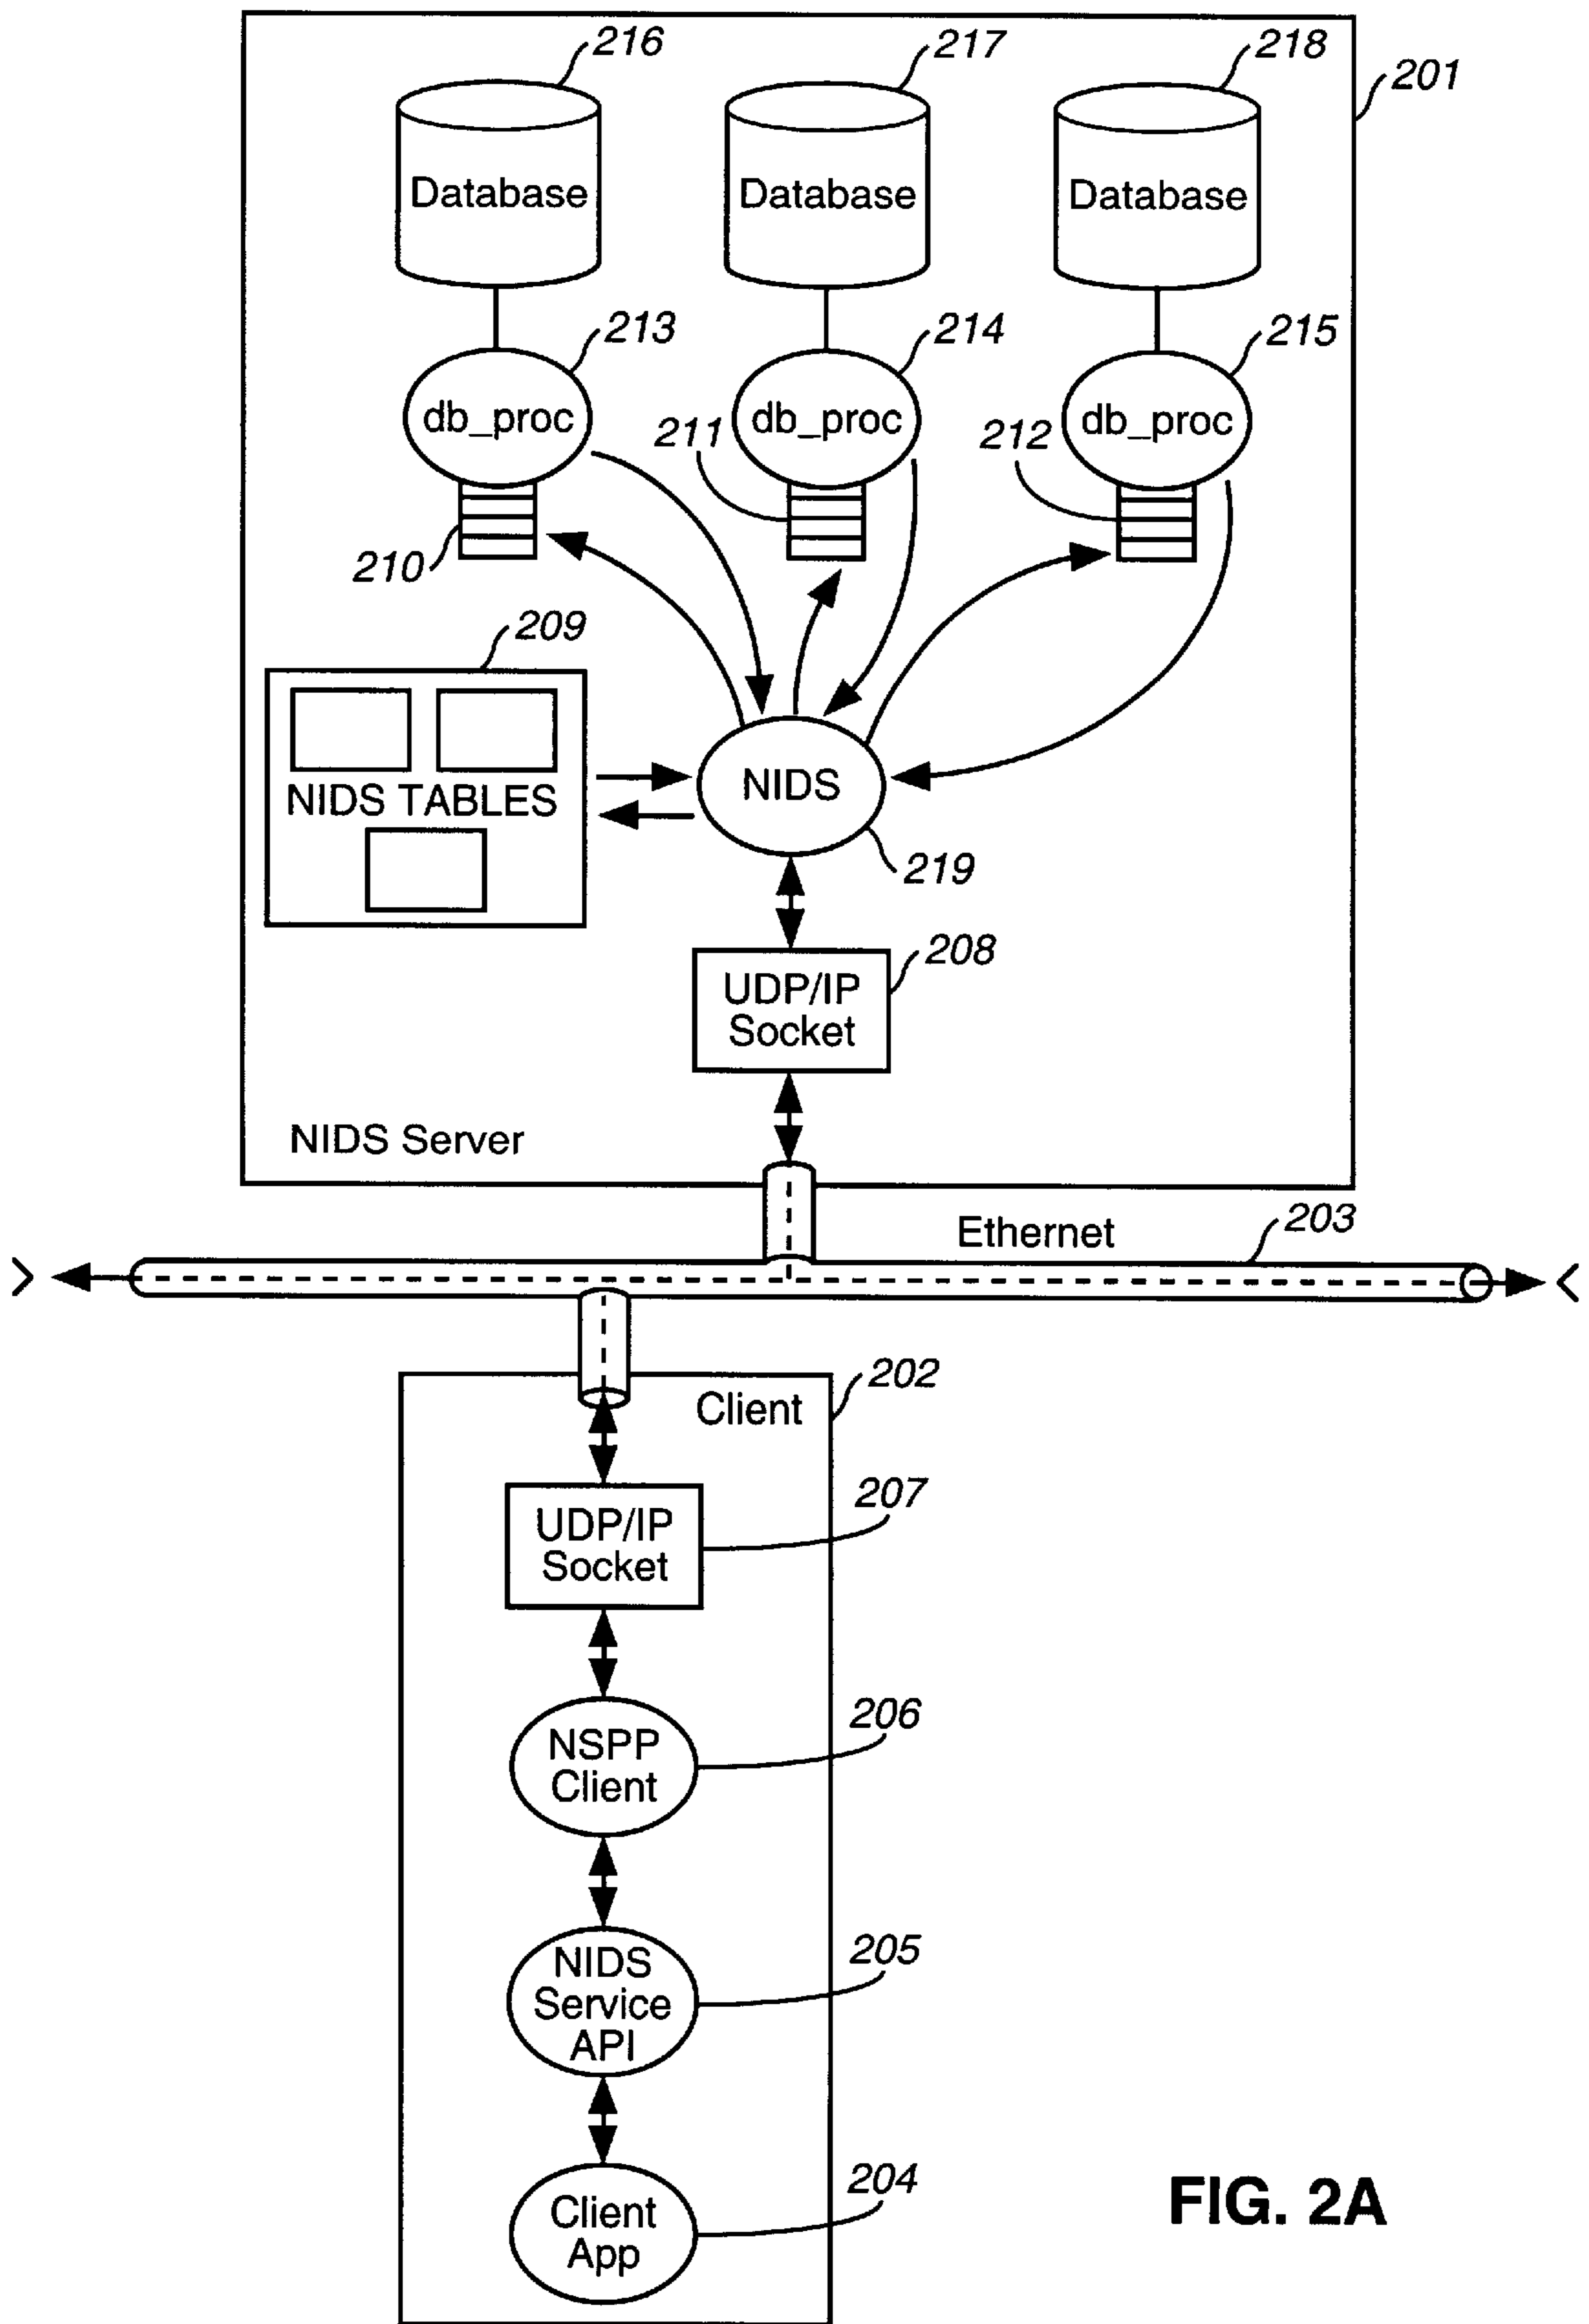 216
217
218
201
Database
Database
Database
213
214
215
db_proc
211
db_proc
212
db_proc
210
209
NIDS TABLES
NIDS
219
208
UDP/IP
Socket
NIDS Server
Ethernet
203
202
Client
207
UDP/IP
Socket
206
NSPP
Client
205
NIDS
Service
API
204
Client
App
FIG. 2A